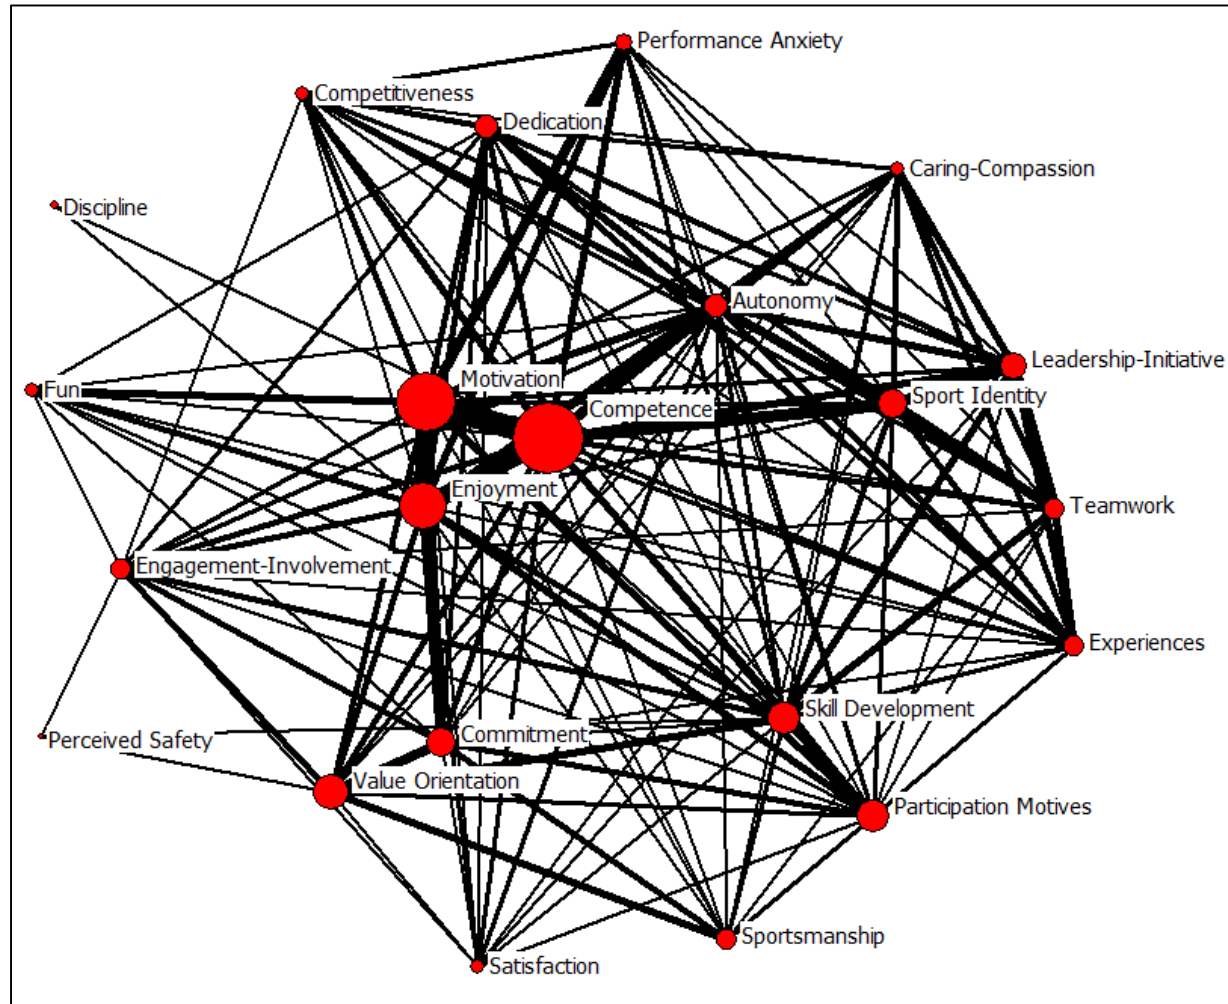 Performance Anxiety
Competitiveness
Dedication
Caring-Compassion
Discipline
Autonomy
Leadership-Initiative
Motivation
Fun
Sport Identity
Competence
Enjoyment
Teamwork
Engagement-Involvement
Experiences
Skill Development
Commitment
Perceived Safety
Value Orientation
Participation Motives
Sportsmanship
Satisfaction